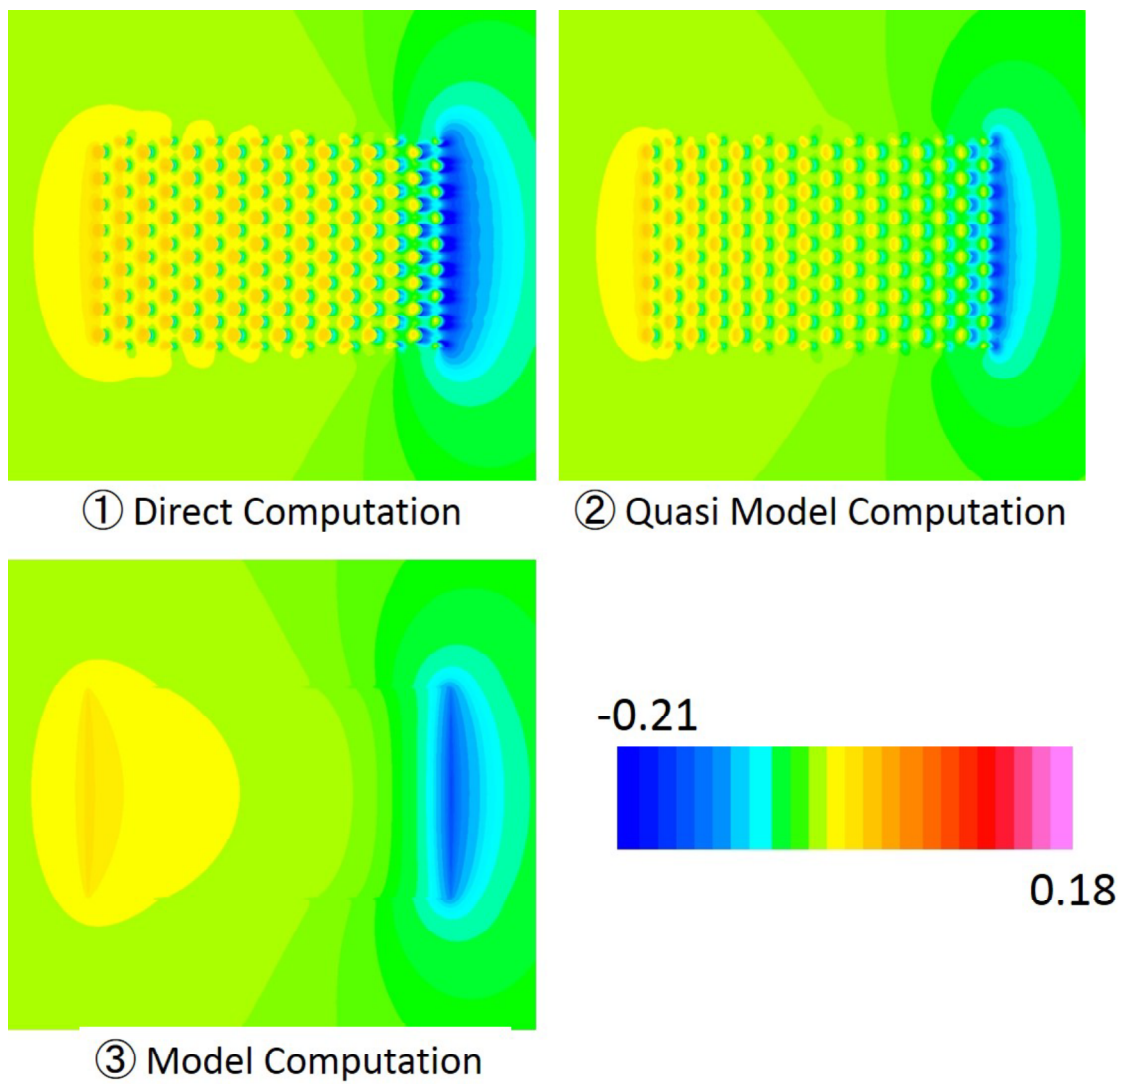 ① Direct Computation
② Quasi Model Computation
-0.21
0.18
③ Model Computation